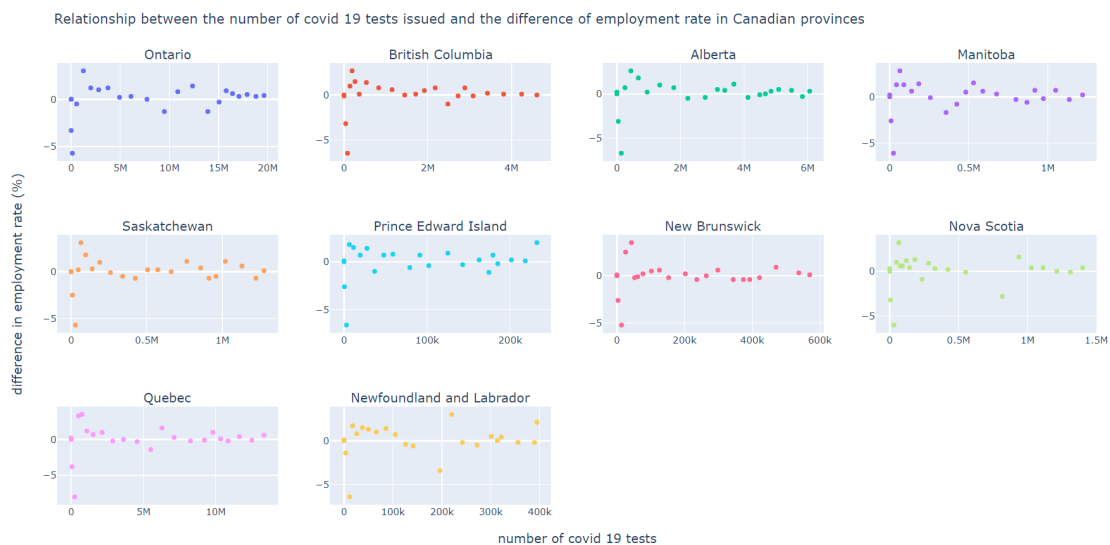 Relationship between the number of covid 19 tests issued and the difference of employment rate in Canadian provinces
Ontario
British Columbia
Alberta
Manitoba
0
−5
0
5M
10M
15M
20M
0
−5
0
2M
4M
0
−5
0
2M
4M
6M
0
−5
0
0.5M
1M
Saskatchewan
Prince Edward Island
New Brunswick
Nova Scotia
0
−5
0
0.5M
1M
0
−5
0
100k
200k
0
−5
0
200k
400k
600k
0
−5
0
0.5M
1M
1.5M
Quebec
Newfoundland and Labrador
0
−5
0
5M
10M
0
−5
0
100k
200k
300k
400k
difference in employment rate (%)
number of covid 19 tests